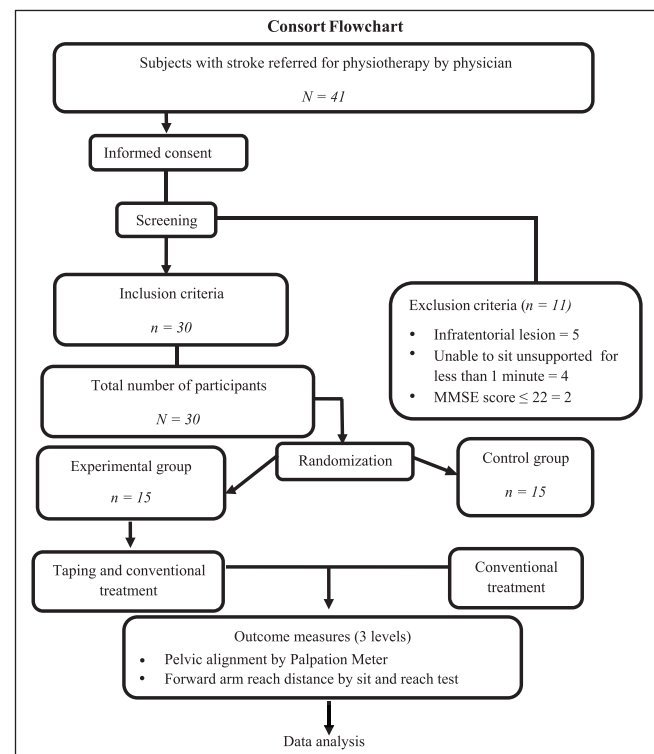 Consort Flowchart
Subjects with stroke referred for physiotherapy by physician
N = 41
Informed consent
Screening
Inclusion criteria
n = 30
Exclusion criteria (n = 11)
• Infratentorial lesion = 5
• Unable to sit unsupported for
less than 1 minute = 4
• MMSE score ≤ 22 = 2
Total number of participants
N = 30
Randomization
Experimental group
n = 15
Control group
n = 15
Taping and conventional
treatment
Conventional
treatment
Outcome measures (3 levels)
• Pelvic alignment by Palpation Meter
• Forward arm reach distance by sit and reach test
Data analysis